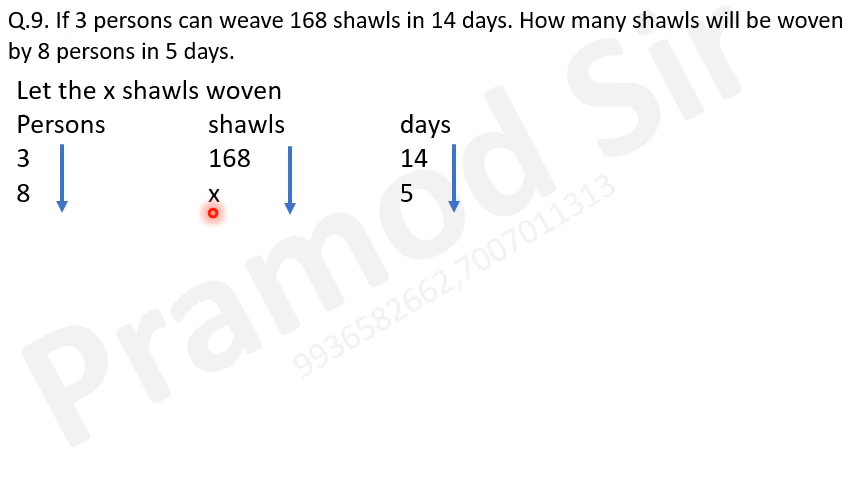 Q.9. If 3 persons can weave 168 shawls in 14 days. How many shawls will be woven
by 8 persons in 5 days.
Let the x shawls woven
Persons shawls days
3 168 14
8 x 5
Pramod Sir
9936582662,7007011313